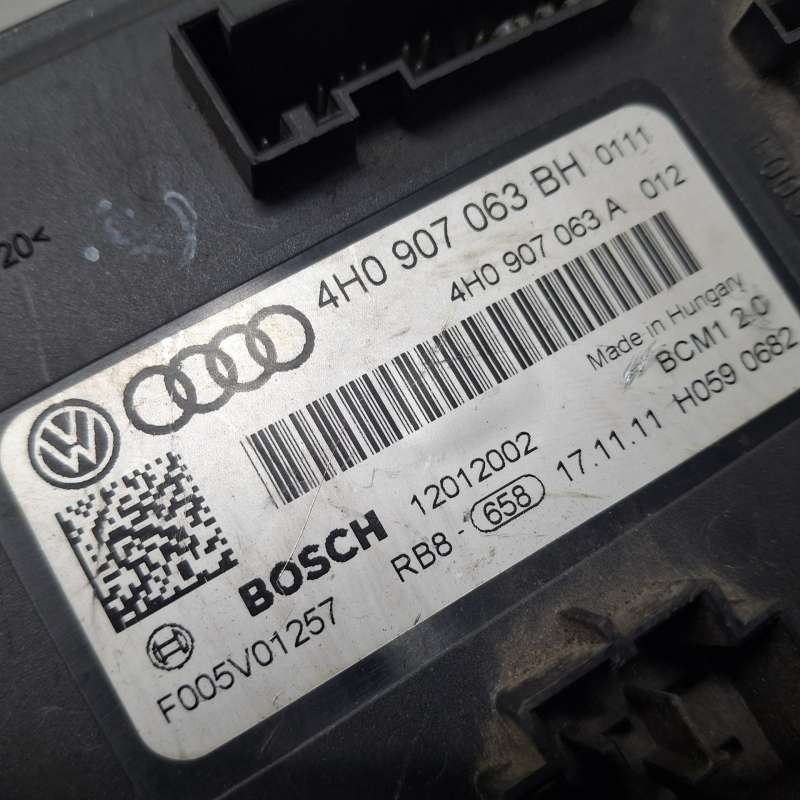 20<
4H0 907 063 BH 0111
4H0 907 063 A 012
Made in Hungary
BCM1 2.0
BOSCH 12012002
RB8 - 658 17.11.11 H059 0682
F005V01257